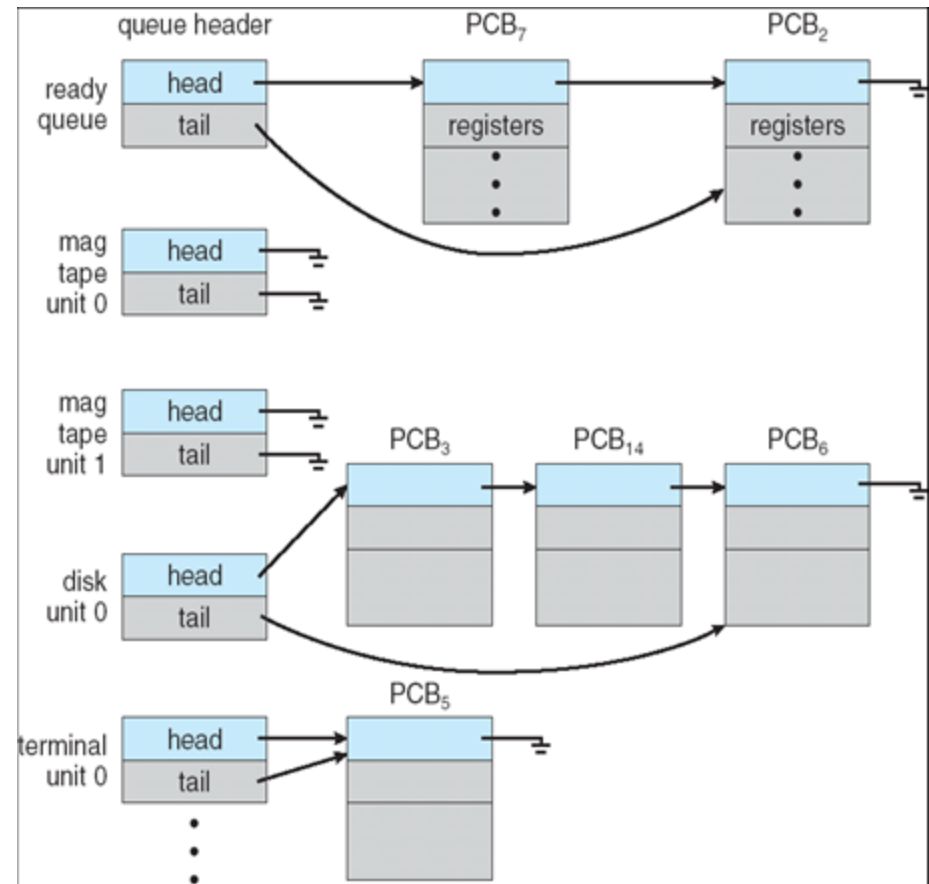 queue header
PCB₇
PCB₂
ready
queue
head
tail
registers
registers
mag
tape
unit 0
head
tail
mag
tape
unit 1
head
tail
PCB₃
PCB₁₄
PCB₆
disk
unit 0
head
tail
PCB₅
terminal
unit 0
head
tail